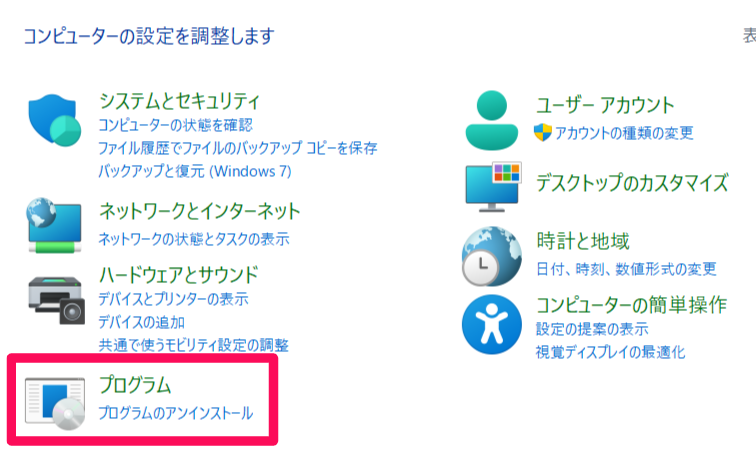 コンピューターの設定を調整します
表
システムとセキュリティ
コンピューターの状態を確認
ファイル履歴でファイルのバックアップ コピーを保存
バックアップと復元 (Windows 7)
ネットワークとインターネット
ネットワークの状態とタスクの表示
ハードウェアとサウンド
デバイスとプリンターの表示
デバイスの追加
共通で使うモビリティ設定の調整
プログラム
プログラムのアンインストール
ユーザー アカウント
アカウントの種類の変更
デスクトップのカスタマイズ
時計と地域
日付、時刻、数値形式の変更
コンピューターの簡単操作
設定の提案の表示
視覚ディスプレイの最適化